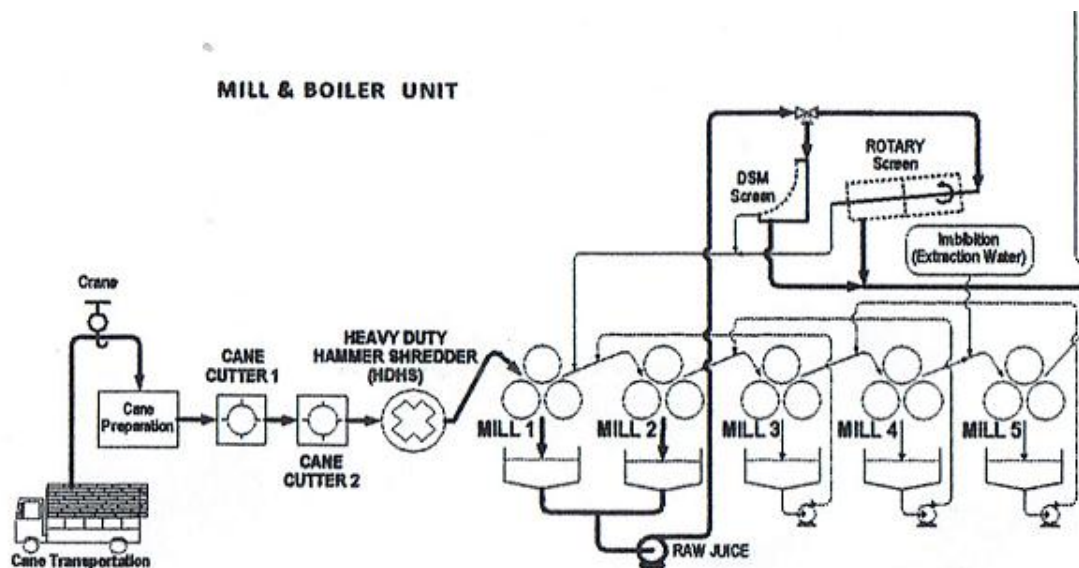 MILL & BOILER UNIT
ROTARY
Screen
DSM
Screen
Imbibition
(Extraction Water)
Crane
HEAVY DUTY
HAMMER SHREDDER
(HDHS)
CANE
CUTTER 1
Cane
Preparation
CANE
CUTTER 2
MILL 1
MILL 2
MILL 3
MILL 4
MILL 5
RAW JUICE
Cane Transportation